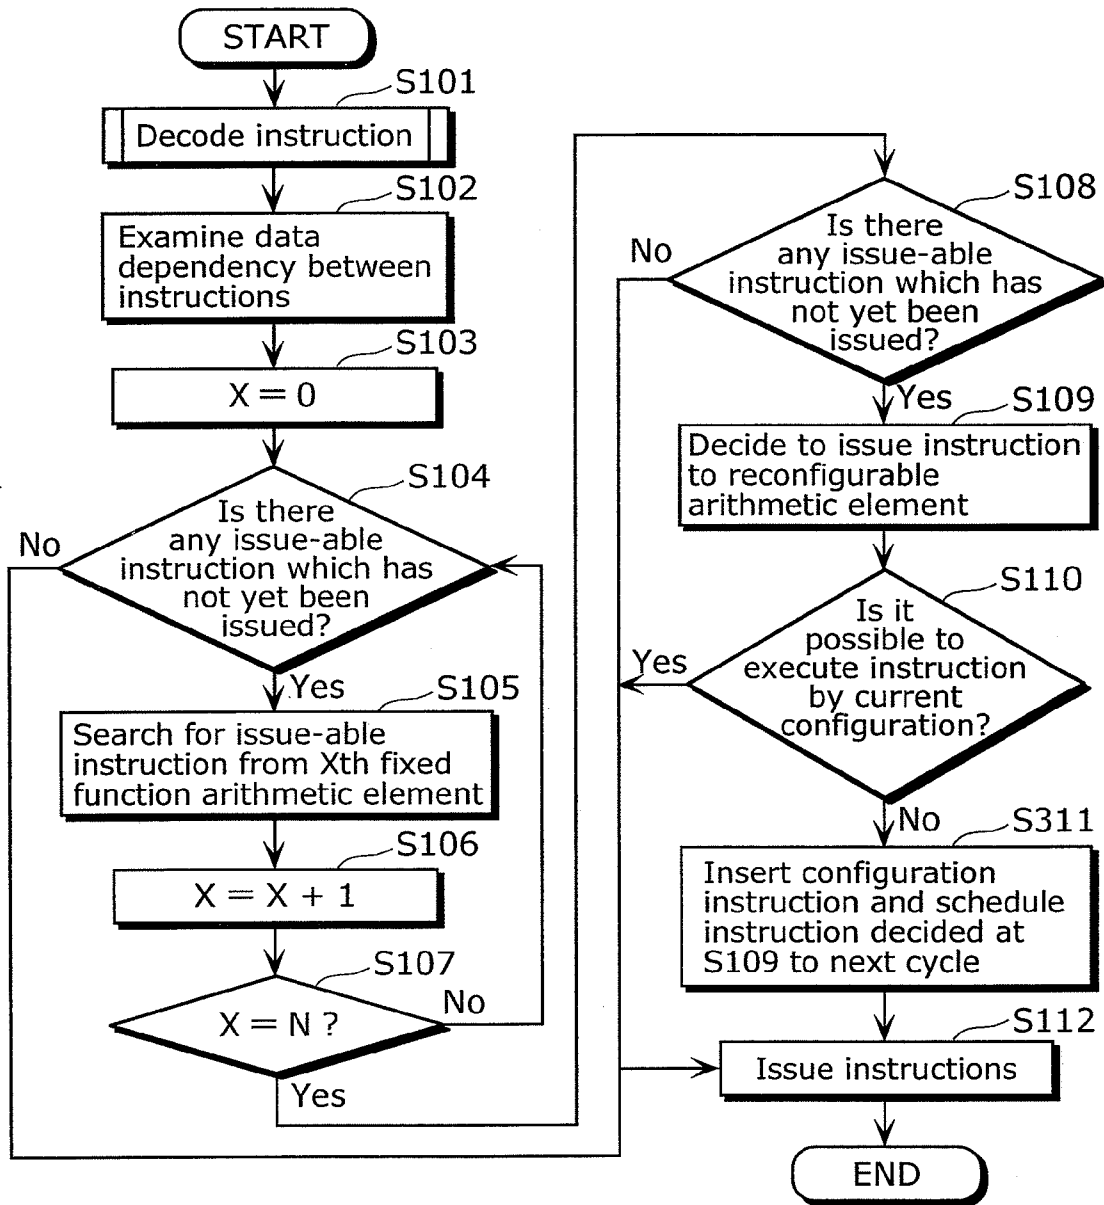 START
S101
Decode instruction
S102
Examine data
dependency between
instructions
S103
X = 0
S104
Is there
any issue-able
instruction which has
not yet been
issued?
No
Yes
S105
Search for issue-able
instruction from Xth fixed
function arithmetic element
S106
X = X + 1
S107
X = N ?
No
Yes
S108
Is there
any issue-able
instruction which has
not yet been
issued?
No
Yes
S109
Decide to issue instruction
to reconfigurable
arithmetic element
S110
Is it
possible to
execute instruction
by current
configuration?
Yes
No
S311
Insert configuration
instruction and schedule
instruction decided at
S109 to next cycle
S112
Issue instructions
END